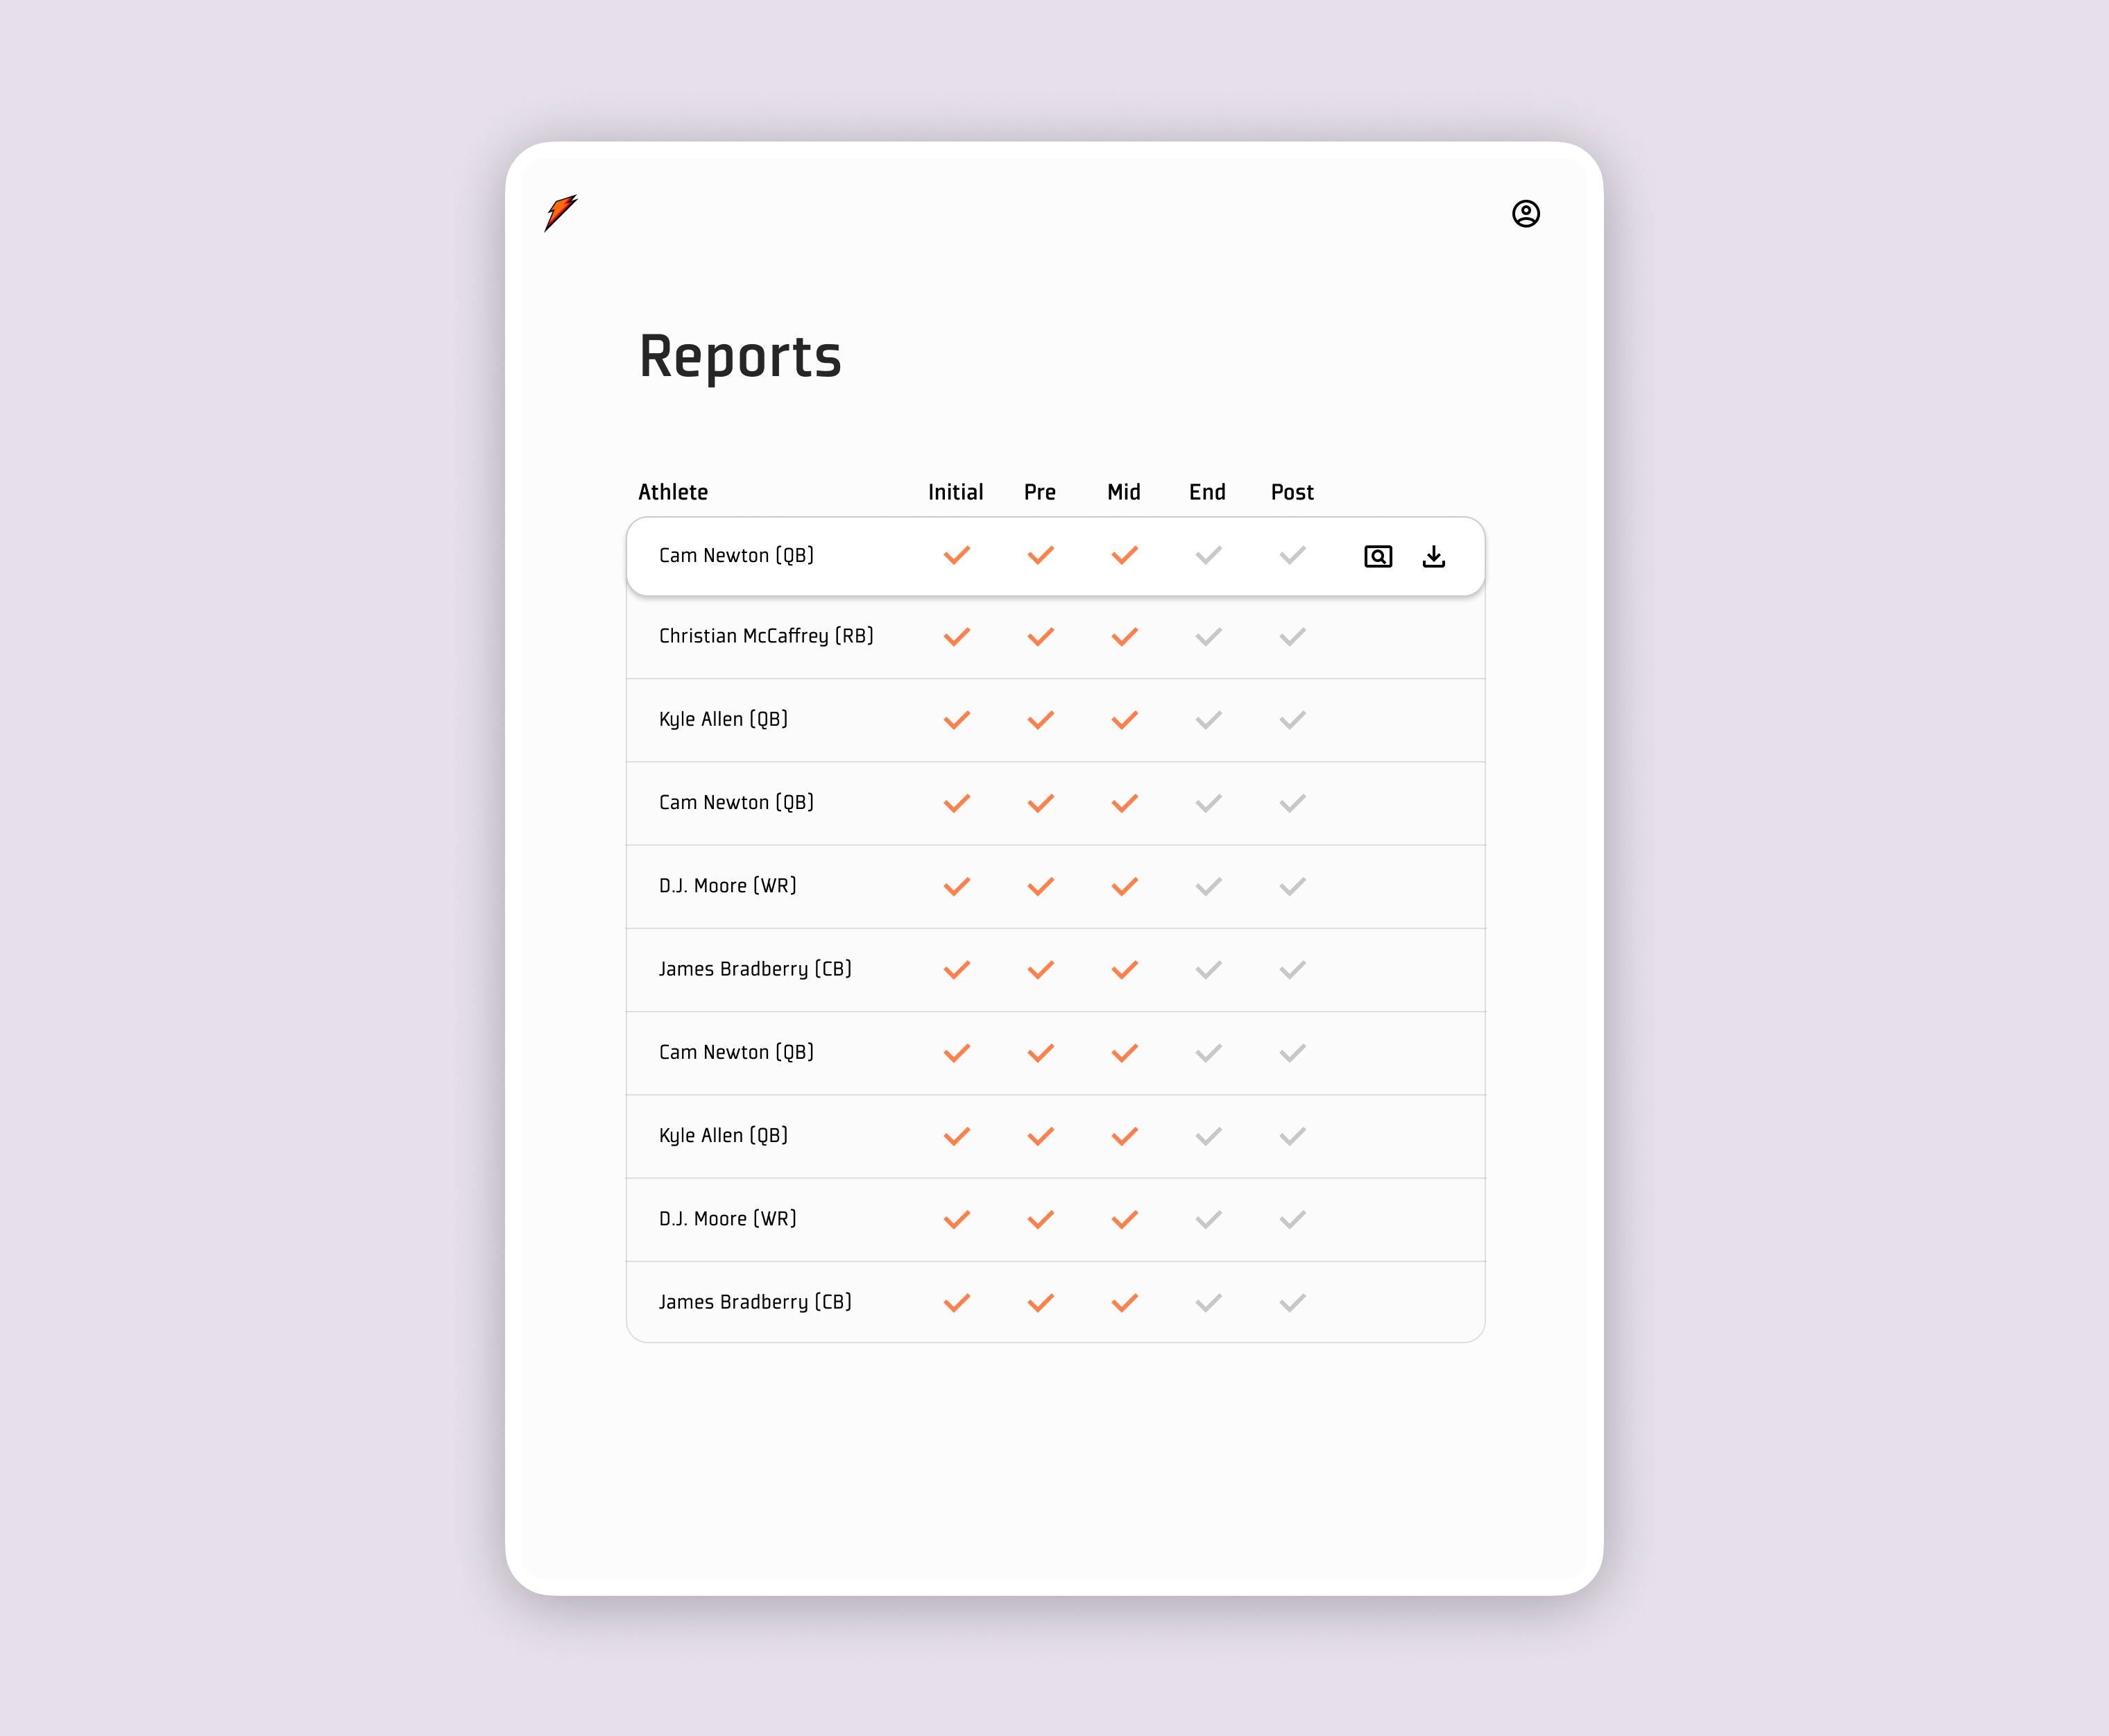 Reports
Athlete Initial Pre Mid End Post
Cam Newton (QB)
Christian McCaffrey (RB)
Kyle Allen (QB)
Cam Newton (QB)
D.J. Moore (WR)
James Bradberry (CB)
Cam Newton (QB)
Kyle Allen (QB)
D.J. Moore (WR)
James Bradberry (CB)